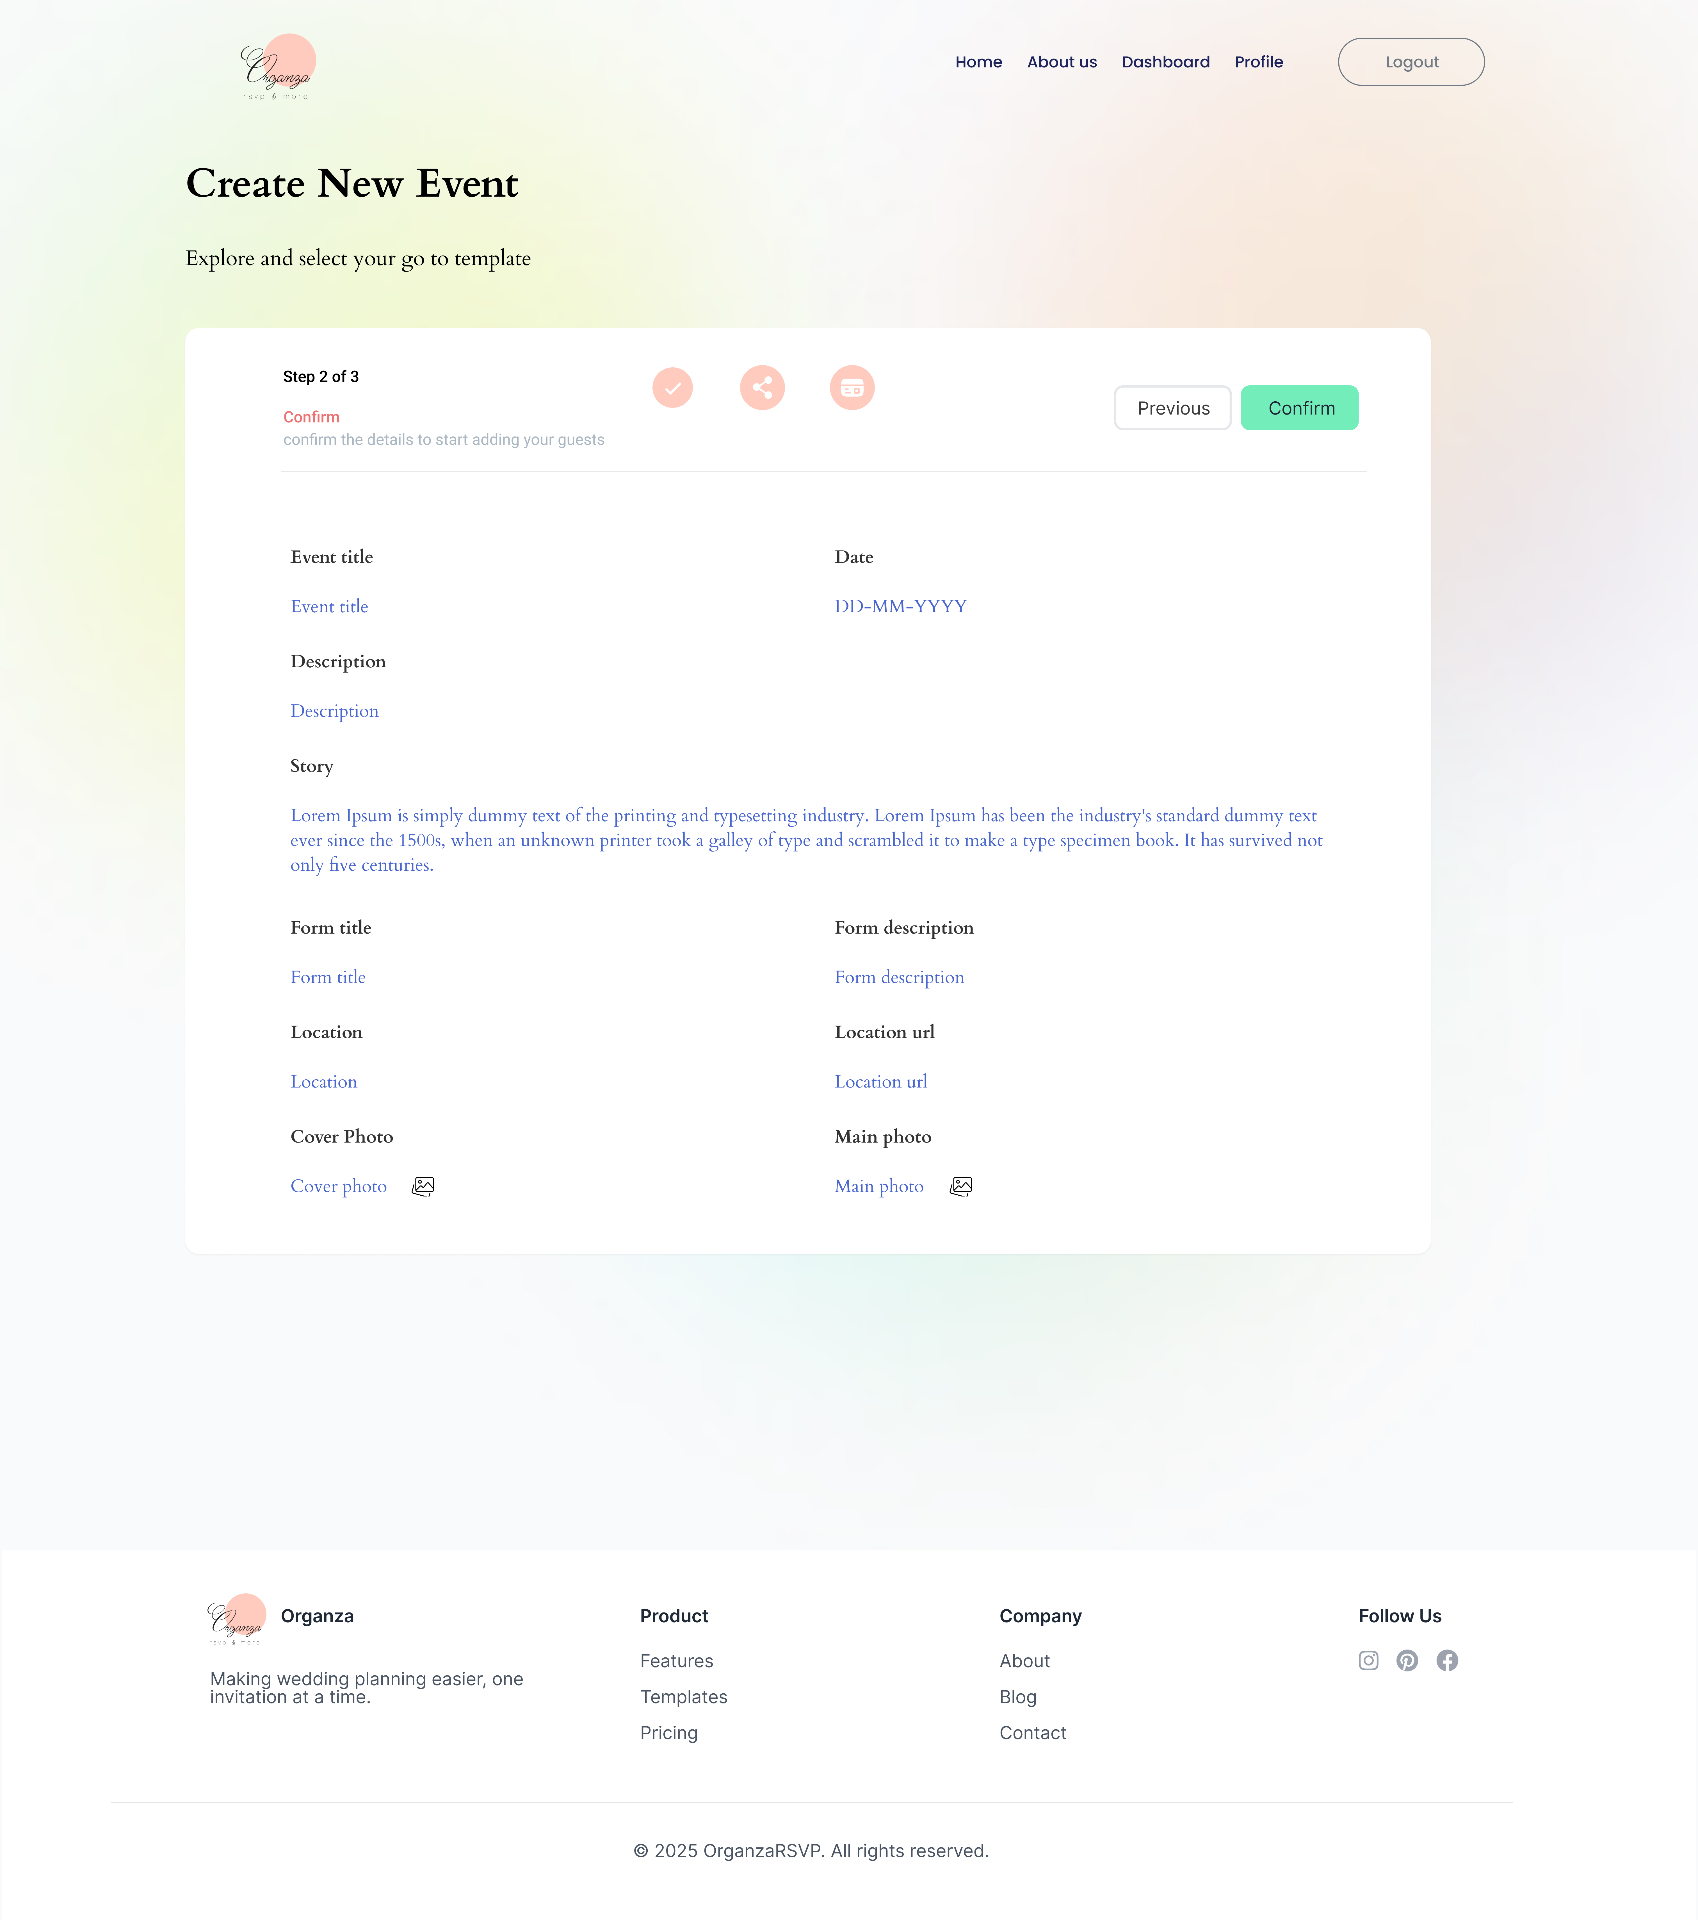 Organza
rsvp & more
Home About us Dashboard Profile Logout
Create New Event
Explore and select your go to template
Step 2 of 3
Confirm
confirm the details to start adding your guests
Previous Confirm
Event title Date
Event title DD-MM-YYYY
Description
Description
Story
Lorem Ipsum is simply dummy text of the printing and typesetting industry. Lorem Ipsum has been the industry's standard dummy text
ever since the 1500s, when an unknown printer took a galley of type and scrambled it to make a type specimen book. It has survived not
only five centuries.
Form title Form description
Form title Form description
Location Location url
Location Location url
Cover Photo Main photo
Cover photo Main photo
Organza
rsvp & more
Organza Product Company Follow Us
Making wedding planning easier, one
invitation at a time.
Features About
Templates Blog
Pricing Contact
© 2025 OrganzaRSVP. All rights reserved.